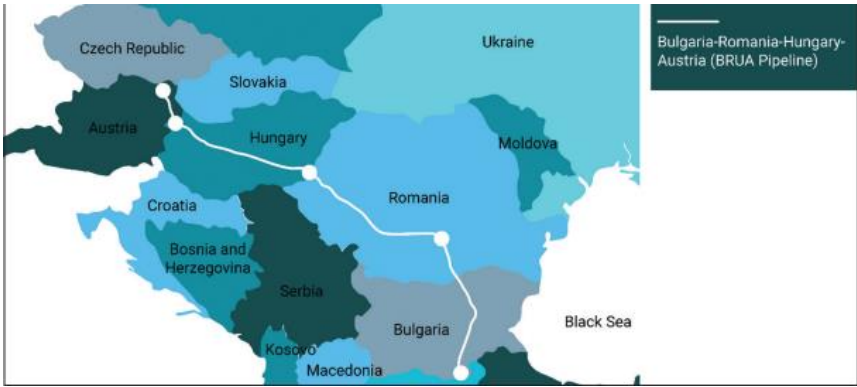 Czech Republic
Ukraine
Bulgaria-Romania-Hungary-
Austria (BRUA Pipeline)
Slovakia
Austria
Hungary
Moldova
Romania
Croatia
Bosnia and
Herzegovina
Serbia
Black Sea
Bulgaria
Kosovo
Macedonia